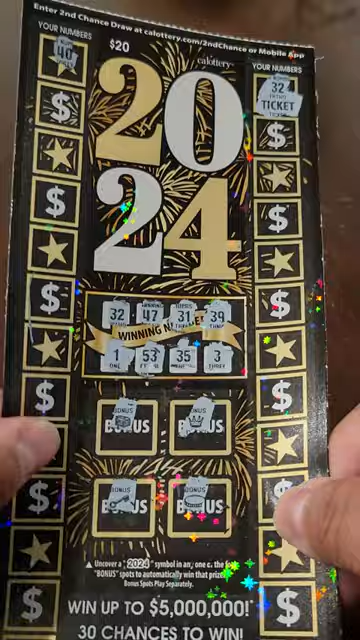 Enter 2nd Chance Draw at calottery.com/2ndChance or Mobile App
YOUR NUMBERS
$20
calottery
YOUR NUMBERS
40
32
TICKET
20
24
$
$
$
$
$
$
$
$
$
$
$
$
32 47 31 39
WINNING
1 53 35 3
ONE
BONUS BONUS
BONUS BONUS
BONUS BONUS
BONUS BONUS
▲ Uncover a "2024" symbol in any one of the
"BONUS" spots to automatically win that prize.
Bonus Spots Play Separately.
WIN UP TO $5,000,000!
30 CHANCES TO WIN!